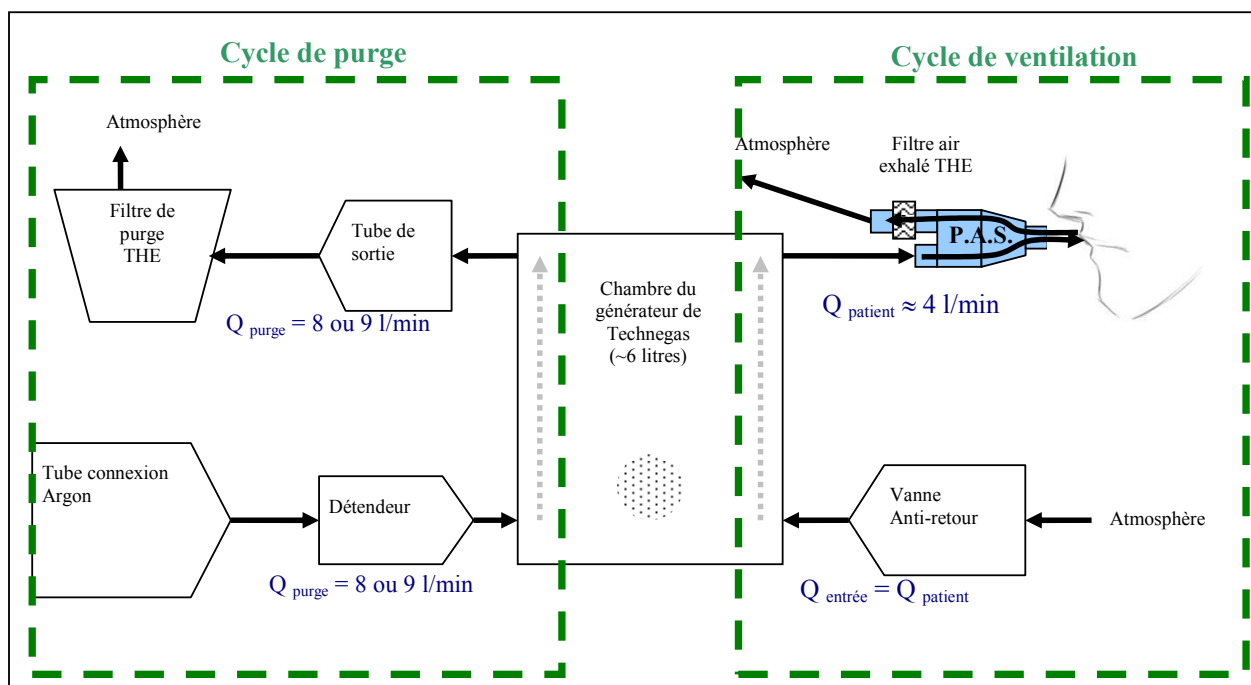 Cycle de purge
Atmosphère
Filtre de
purge
THE
Tube de
sortie
Q purge = 8 ou 9 l/min
Tube connexion
Argon
Détendeur
Q purge = 8 ou 9 l/min
Chambre du
générateur de
Technegas
(~6 litres)
Cycle de ventilation
Atmosphère
Filtre air
exhalé THE
P.A.S.
Q patient ≈ 4 l/min
Vanne
Anti-retour
Atmosphère
Q entrée = Q patient